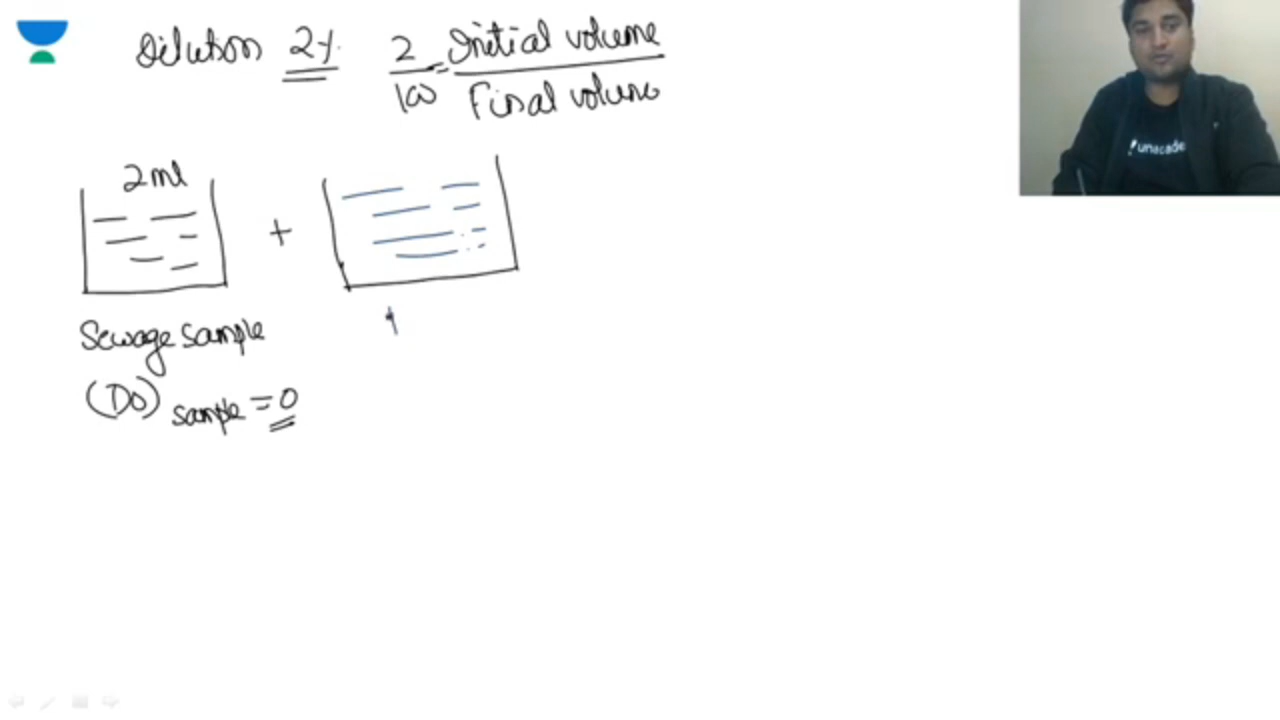 Dilution 2% 2/100 = Initial volume / Final volume
2ml
+
Sewage sample
(DO) sample = 0
unacade